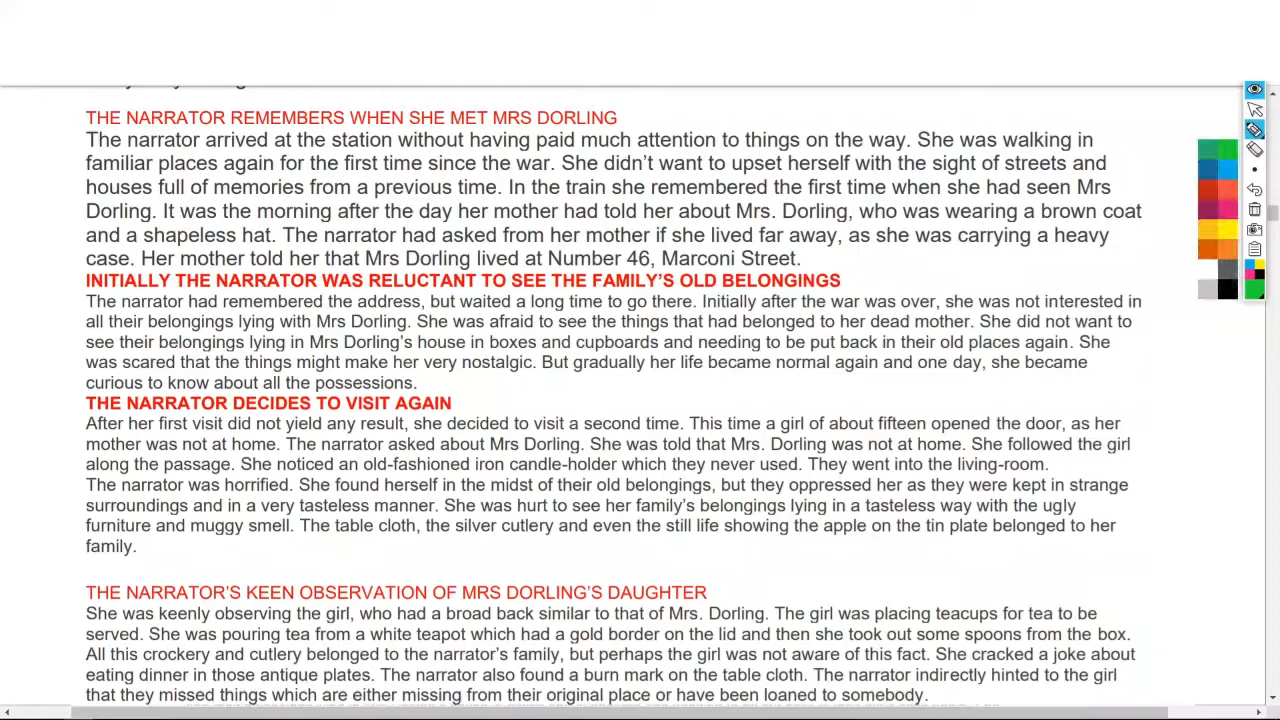 THE NARRATOR REMEMBERS WHEN SHE MET MRS DORLING
The narrator arrived at the station without having paid much attention to things on the way. She was walking in
familiar places again for the first time since the war. She didn’t want to upset herself with the sight of streets and
houses full of memories from a previous time. In the train she remembered the first time when she had seen Mrs
Dorling. It was the morning after the day her mother had told her about Mrs. Dorling, who was wearing a brown coat
and a shapeless hat. The narrator had asked from her mother if she lived far away, as she was carrying a heavy
case. Her mother told her that Mrs Dorling lived at Number 46, Marconi Street.
INITIALLY THE NARRATOR WAS RELUCTANT TO SEE THE FAMILY’S OLD BELONGINGS
The narrator had remembered the address, but waited a long time to go there. Initially after the war was over, she was not interested in
all their belongings lying with Mrs Dorling. She was afraid to see the things that had belonged to her dead mother. She did not want to
see their belongings lying in Mrs Dorling’s house in boxes and cupboards and needing to be put back in their old places again. She
was scared that the things might make her very nostalgic. But gradually her life became normal again and one day, she became
curious to know about all the possessions.
THE NARRATOR DECIDES TO VISIT AGAIN
After her first visit did not yield any result, she decided to visit a second time. This time a girl of about fifteen opened the door, as her
mother was not at home. The narrator asked about Mrs Dorling. She was told that Mrs. Dorling was not at home. She followed the girl
along the passage. She noticed an old-fashioned iron candle-holder which they never used. They went into the living-room.
The narrator was horrified. She found herself in the midst of their old belongings, but they oppressed her as they were kept in strange
surroundings and in a very tasteless manner. She was hurt to see her family’s belongings lying in a tasteless way with the ugly
furniture and muggy smell. The table cloth, the silver cutlery and even the still life showing the apple on the tin plate belonged to her
family.
THE NARRATOR’S KEEN OBSERVATION OF MRS DORLING’S DAUGHTER
She was keenly observing the girl, who had a broad back similar to that of Mrs. Dorling. The girl was placing teacups for tea to be
served. She was pouring tea from a white teapot which had a gold border on the lid and then she took out some spoons from the box.
All this crockery and cutlery belonged to the narrator’s family, but perhaps the girl was not aware of this fact. She cracked a joke about
eating dinner in those antique plates. The narrator also found a burn mark on the table cloth. The narrator indirectly hinted to the girl
that they missed things which are either missing from their original place or have been loaned to somebody.